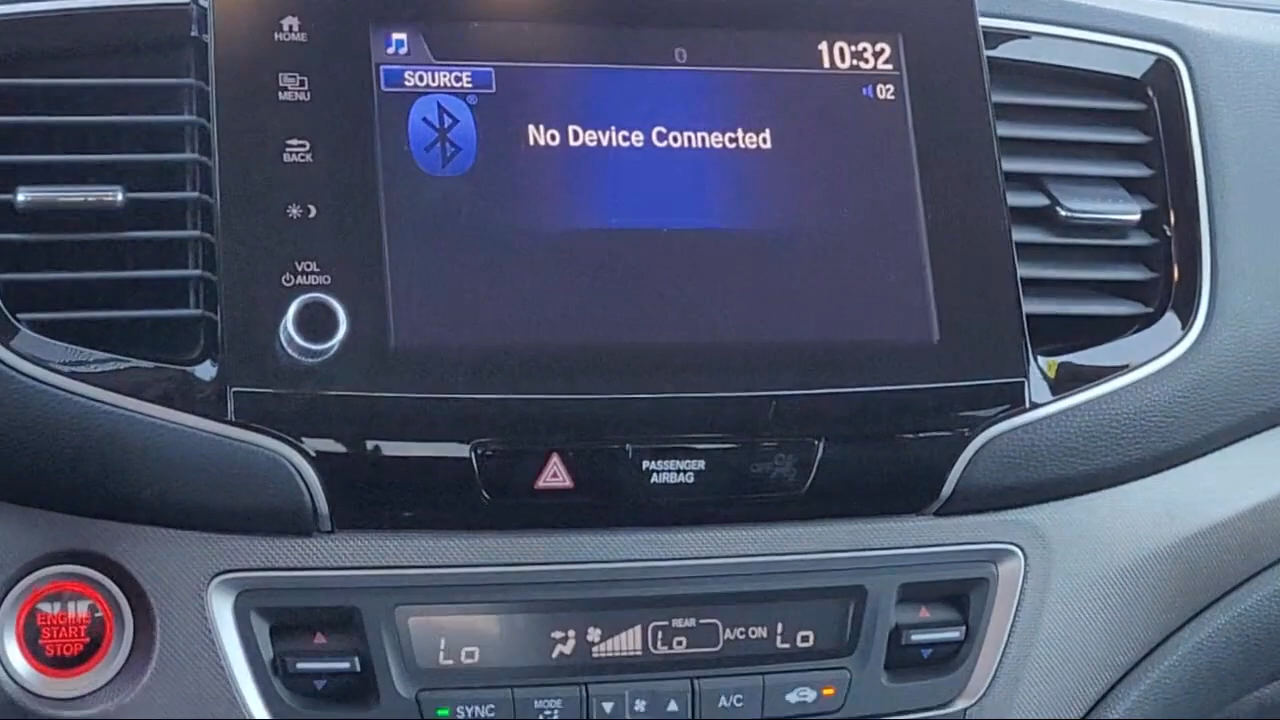 HOME
MENU
BACK
VOL
AUDIO
10:32
SOURCE
02
®
No Device Connected
PASSENGER
AIRBAG
OFF
ENGINE
START
STOP
Lo
REAR
Lo
A/C ON
Lo
SYNC
MODE
A/C